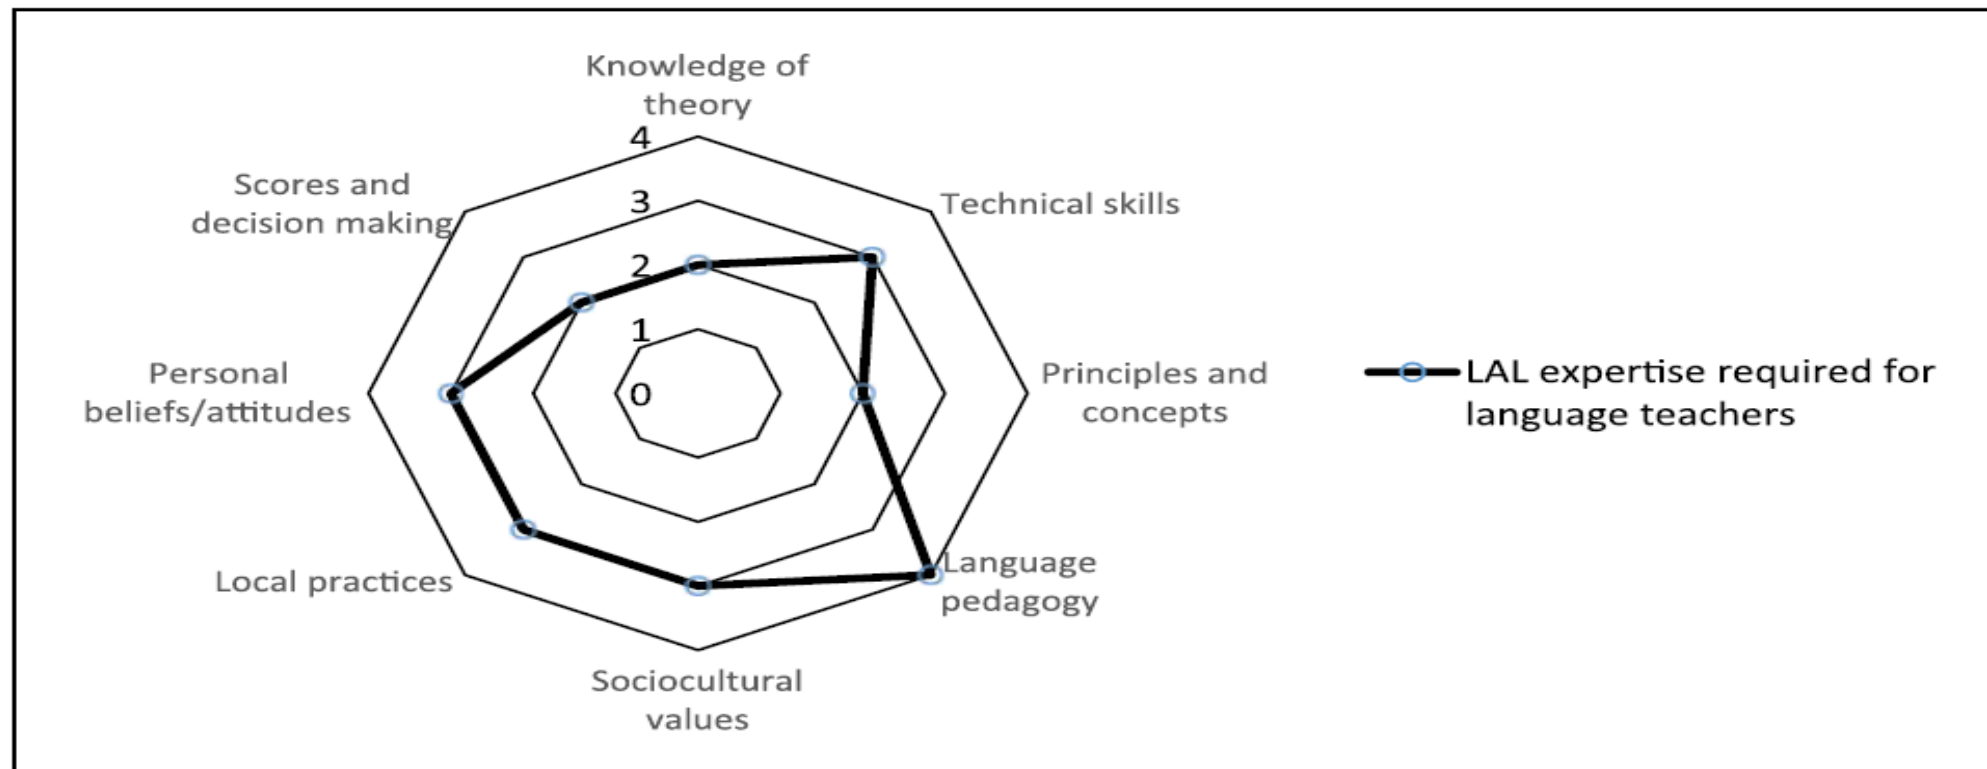 Knowledge of
theory
4
3
2
1
0
Technical skills
Principles and
concepts
Language
pedagogy
Sociocultural
values
Local practices
Personal
beliefs/attitudes
Scores and
decision making
LAL expertise required for
language teachers